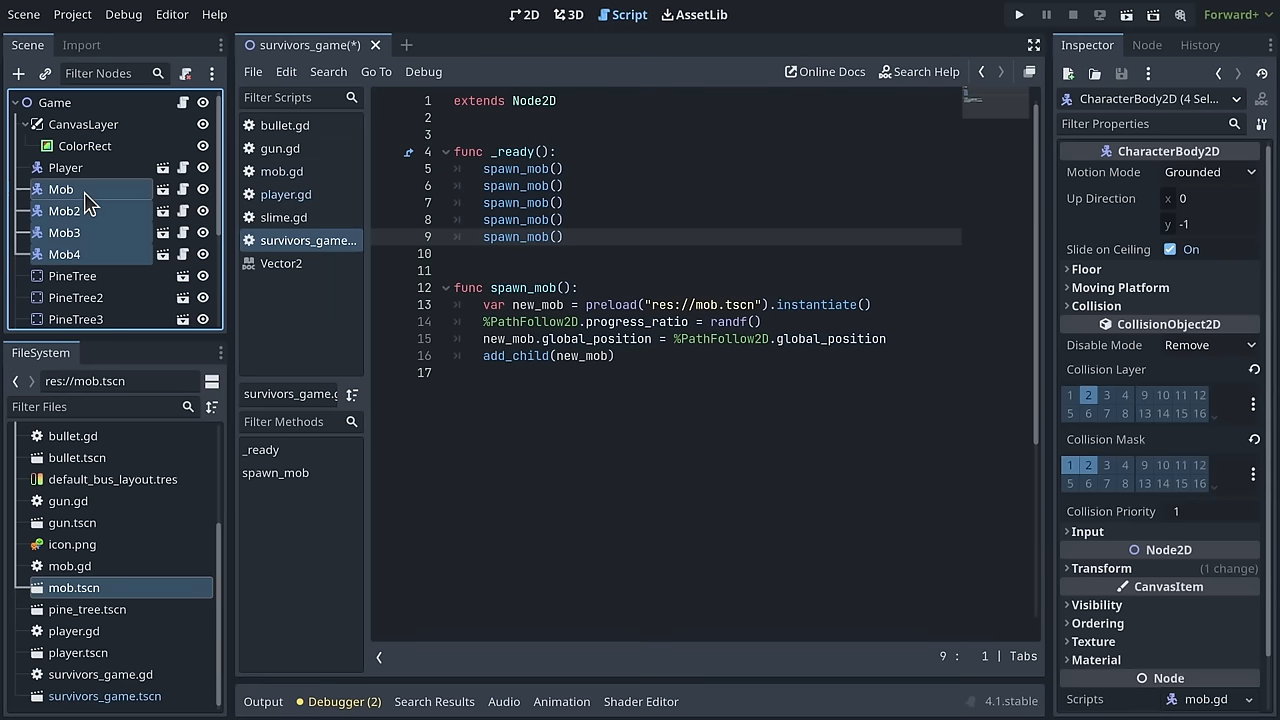 Scene Project Debug Editor Help 2D 3D Script AssetLib Forward+
Scene Import
Filter Nodes
Game
CanvasLayer
ColorRect
Player
Mob
Mob2
Mob3
Mob4
PineTree
PineTree2
PineTree3
FileSystem
res://mob.tscn
Filter Files
bullet.gd
bullet.tscn
default_bus_layout.tres
gun.gd
gun.tscn
icon.png
mob.gd
mob.tscn
pine_tree.tscn
player.gd
player.tscn
survivors_game.gd
survivors_game.tscn
survivors_game(*)
File Edit Search Go To Debug Online Docs Search Help
Filter Scripts
bullet.gd
gun.gd
mob.gd
player.gd
slime.gd
survivors_game...
Vector2
survivors_game.g
Filter Methods
_ready
spawn_mob
1 extends Node2D
2
3
4 func _ready():
5 spawn_mob()
6 spawn_mob()
7 spawn_mob()
8 spawn_mob()
9 spawn_mob()
10
11
12 func spawn_mob():
13 var new_mob = preload("res://mob.tscn").instantiate()
14 %PathFollow2D.progress_ratio = randf()
15 new_mob.global_position = %PathFollow2D.global_position
16 add_child(new_mob)
17
9 : 1 | Tabs
Output Debugger (2) Search Results Audio Animation Shader Editor 4.1.stable
Inspector Node History
CharacterBody2D (4 Sel...
Filter Properties
CharacterBody2D
Motion Mode Grounded
Up Direction x 0
y -1
Slide on Ceiling On
Floor
Moving Platform
Collision
CollisionObject2D
Disable Mode Remove
Collision Layer
1 2 3 4 9 10 11 12
5 6 7 8 13 14 15 16
Collision Mask
1 2 3 4 9 10 11 12
5 6 7 8 13 14 15 16
Collision Priority 1
Input
Node2D
Transform (1 change)
CanvasItem
Visibility
Ordering
Texture
Material
Node
Scripts mob.gd